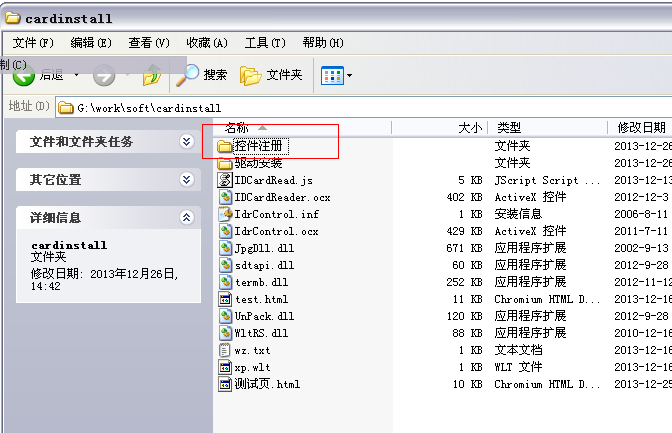 cardinstall
文件(F) 编辑(E) 查看(V) 收藏(A) 工具(T) 帮助(H)
制(C)
后退 搜索 文件夹
地址(D) G:\work\soft\cardinstall
名称 大小 类型 修改日期
文件和文件夹任务
其它位置
详细信息
cardinstall
文件夹
修改日期: 2013年12月26日,
14:42
控件注册 文件夹 2013-12-26
驱动安装 文件夹 2013-12-26
IDCardRead.js 5 KB JScript Script ... 2013-12-13
IDCardReader.ocx 402 KB ActiveX 控件 2012-12-3
IdrControl.inf 1 KB 安装信息 2006-8-11
IdrControl.ocx 429 KB ActiveX 控件 2011-7-11
JpgDll.dll 671 KB 应用程序扩展 2002-9-13
sdtapi.dll 60 KB 应用程序扩展 2012-9-28
termb.dll 252 KB 应用程序扩展 2012-11-12
test.html 11 KB Chromium HTML D... 2013-12-16
UnPack.dll 120 KB 应用程序扩展 2012-9-28
WltRS.dll 88 KB 应用程序扩展 2010-12-16
wz.txt 1 KB 文本文档 2013-12-16
xp.wlt 1 KB WLT 文件 2013-12-16
测试页.html 10 KB Chromium HTML D... 2013-12-25